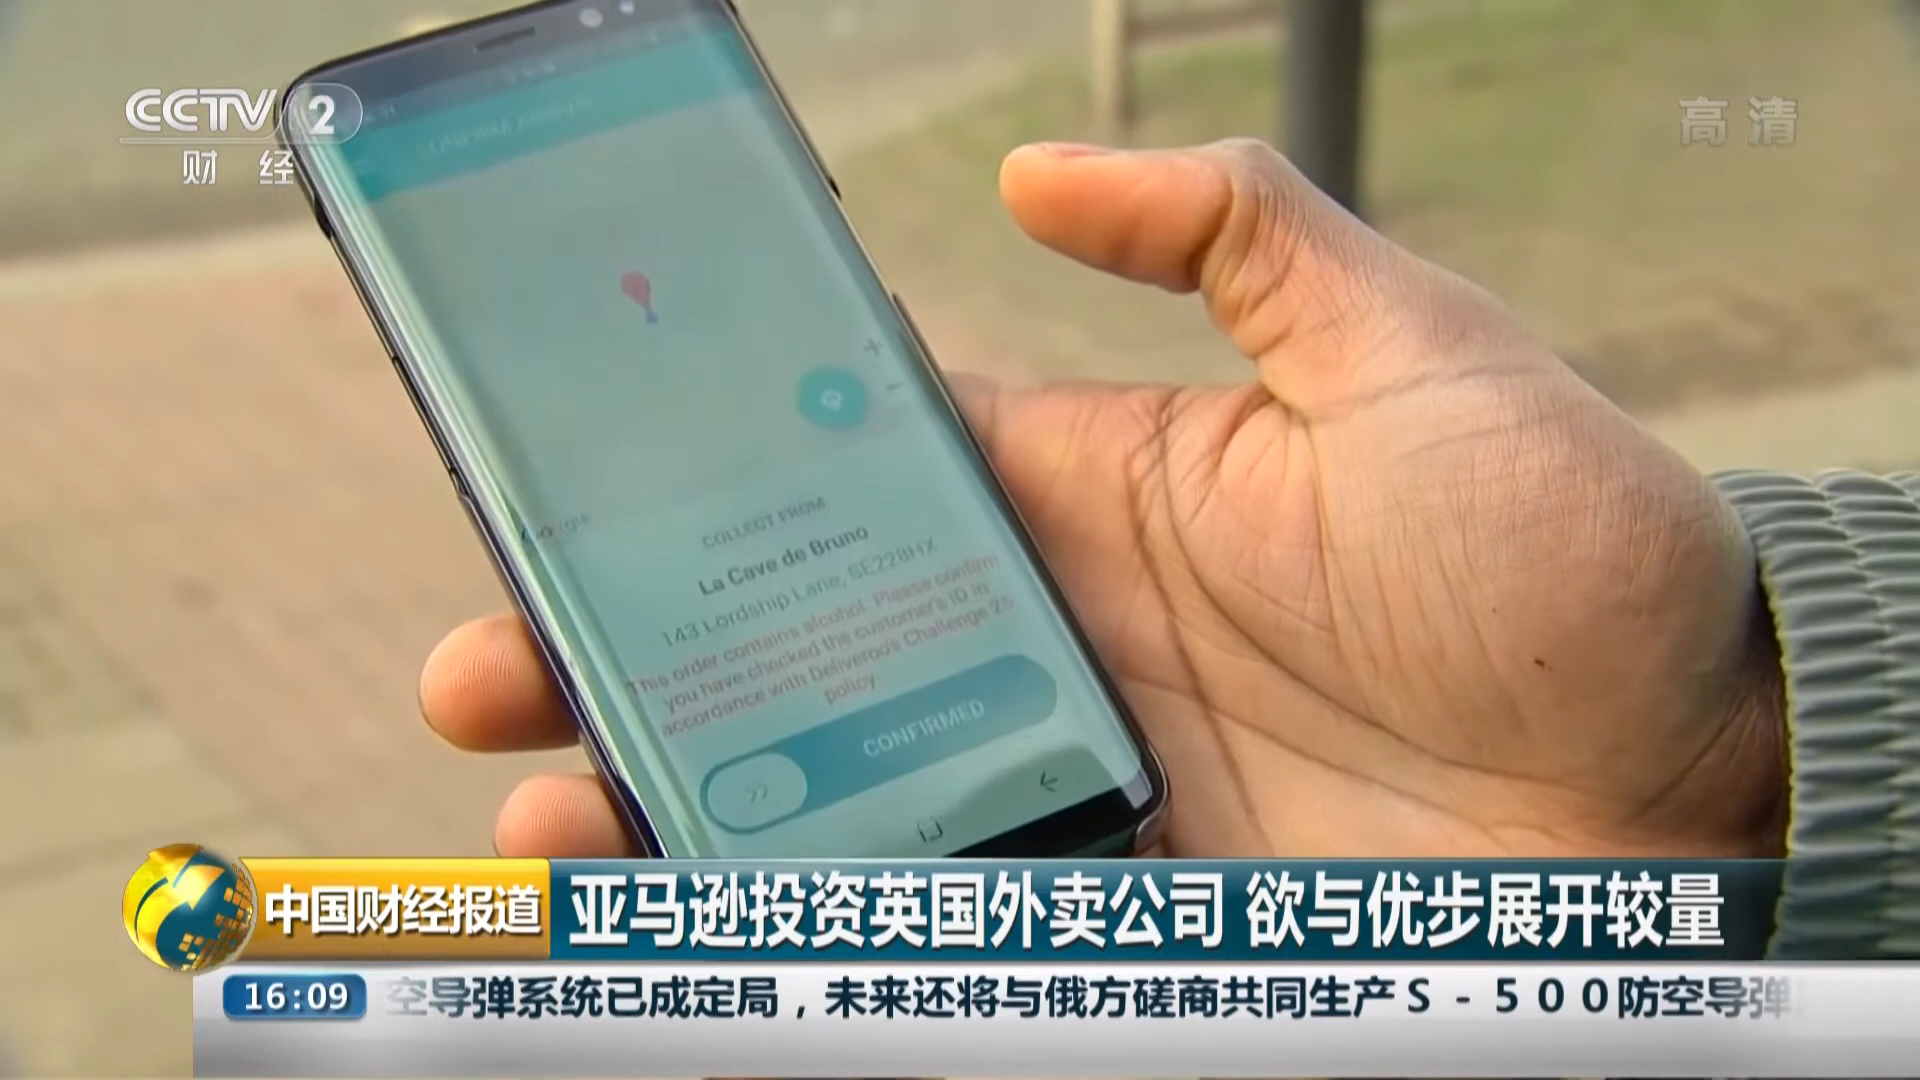 CCTV 2
财 经
高 清
Google
COLLECT FROM
La Cave de Bruno
143 Lordship Lane, SE228HX
This order contains alcohol. Please confirm
you have checked the customer's ID in
accordance with Deliveroo's Challenge 25
policy
CONFIRMED
中国财经报道
亚马逊投资英国外卖公司 欲与优步展开较量
16:09
空导弹系统已成定局，未来还将与俄方磋商共同生产S-500防空导弹